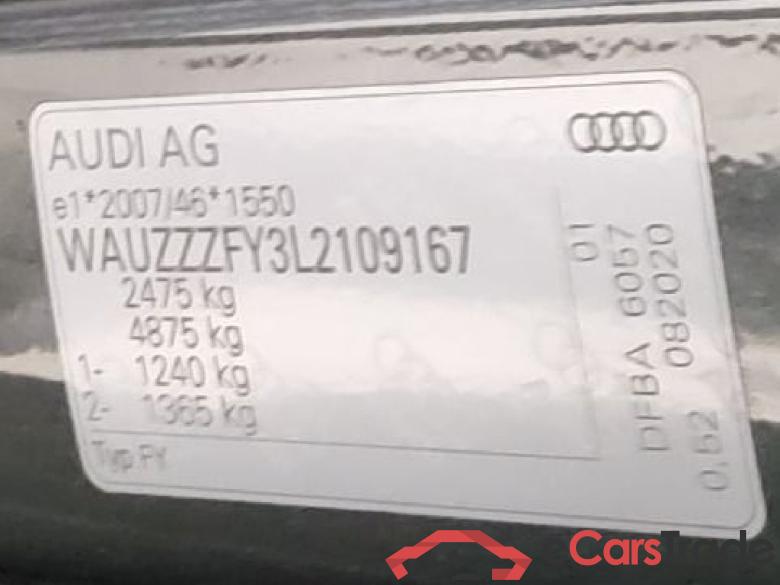 AUDI AG
e1*2007/46*1550
WAUZZZFY3L2109167
2475 kg
4875 kg
1- 1240 kg
2- 1365 kg
Typ FY
01
DFBA 6057
082020
0,52
eCarsTrade